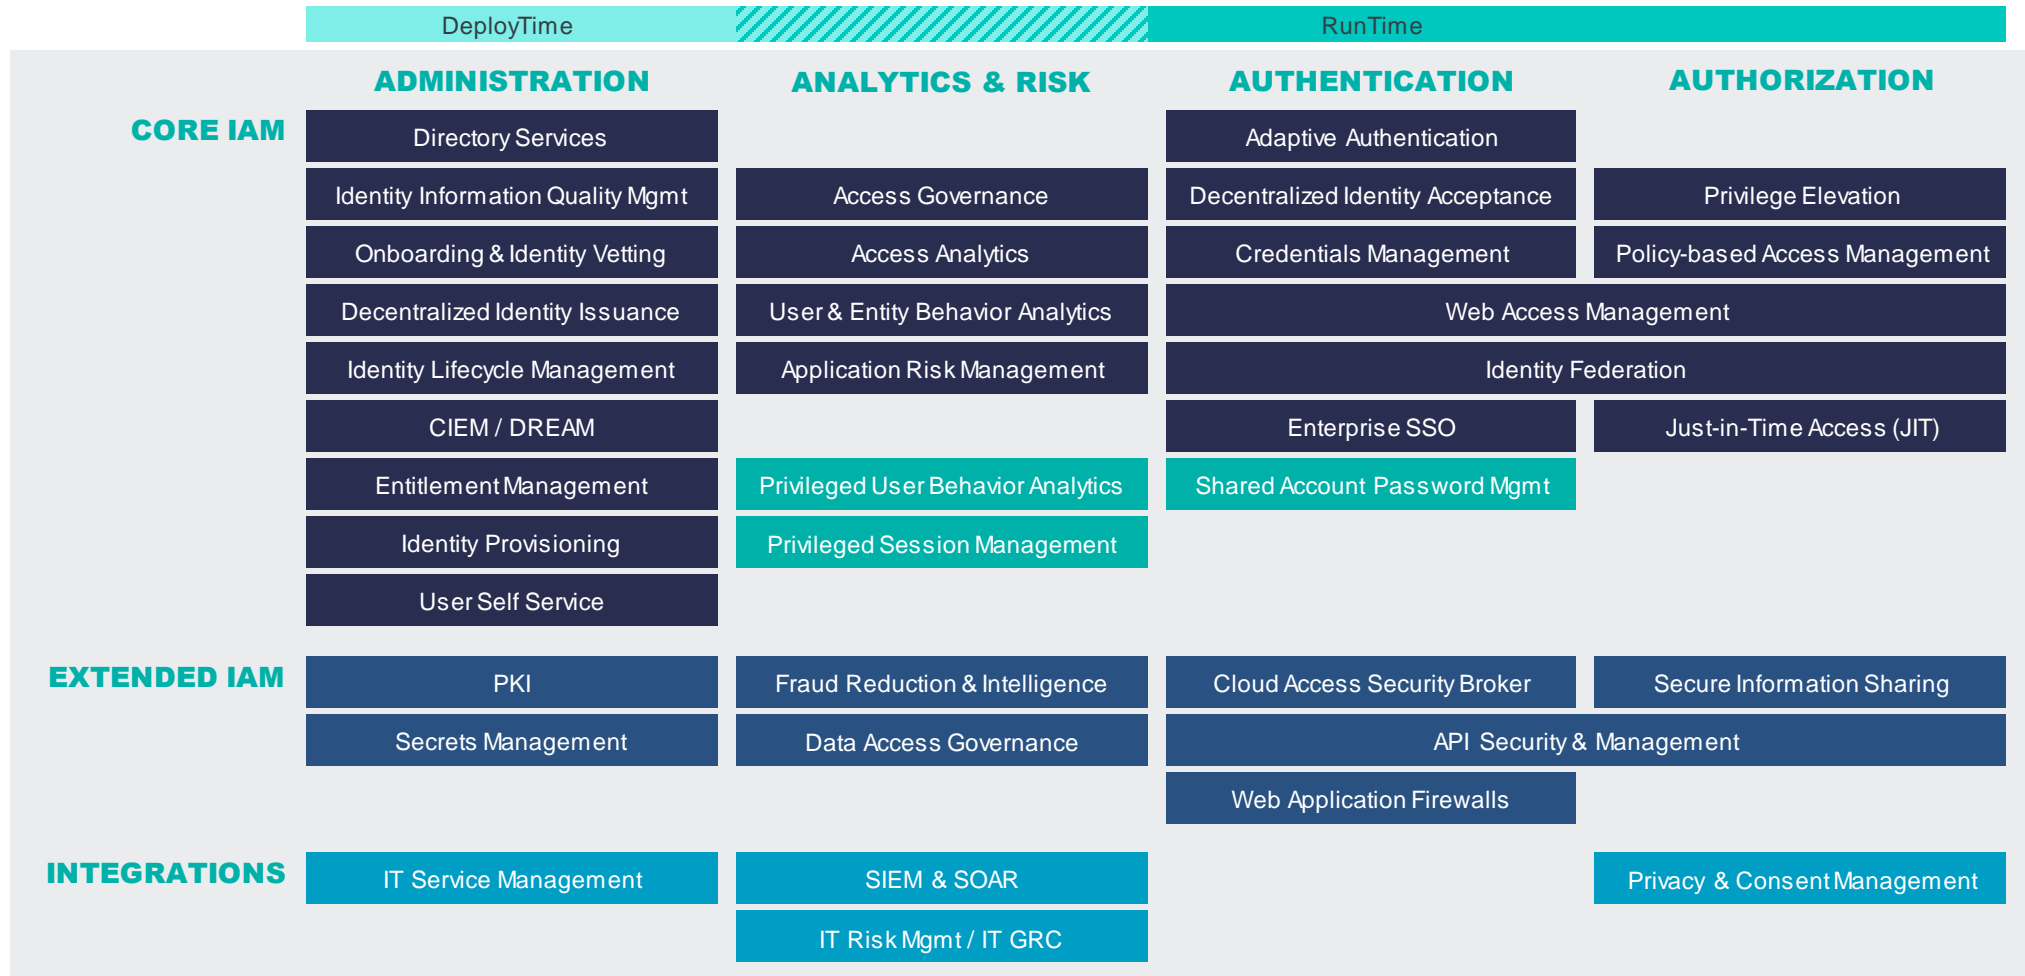 DeployTime
RunTime
ADMINISTRATION
ANALYTICS & RISK
AUTHENTICATION
AUTHORIZATION
CORE IAM
Directory Services
Adaptive Authentication
Identity Information Quality Mgmt
Access Governance
Decentralized Identity Acceptance
Privilege Elevation
Onboarding & Identity Vetting
Access Analytics
Credentials Management
Policy-based Access Management
Decentralized Identity Issuance
User & Entity Behavior Analytics
Web Access Management
Identity Lifecycle Management
Application Risk Management
Identity Federation
CIEM / DREAM
Enterprise SSO
Just-in-Time Access (JIT)
Entitlement Management
Privileged User Behavior Analytics
Shared Account Password Mgmt
Identity Provisioning
Privileged Session Management
User Self Service
EXTENDED IAM
PKI
Fraud Reduction & Intelligence
Cloud Access Security Broker
Secure Information Sharing
Secrets Management
Data Access Governance
API Security & Management
Web Application Firewalls
INTEGRATIONS
IT Service Management
SIEM & SOAR
Privacy & Consent Management
IT Risk Mgmt / IT GRC